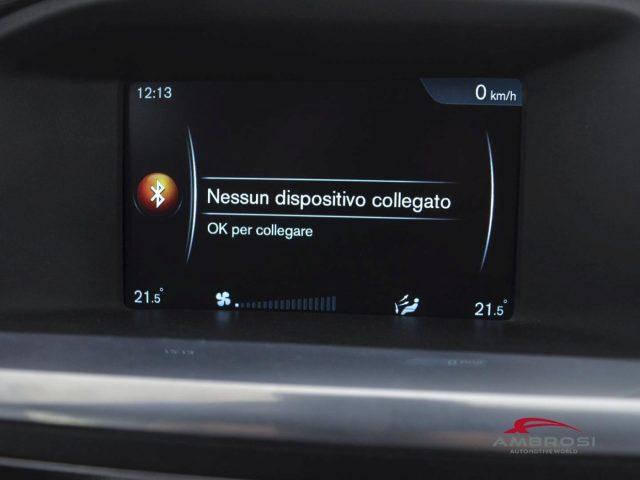 12:13
0 km/h
Nessun dispositivo collegato
OK per collegare
21.5°
21.5°
AMBROSI
AUTOMOTIVE WORLD